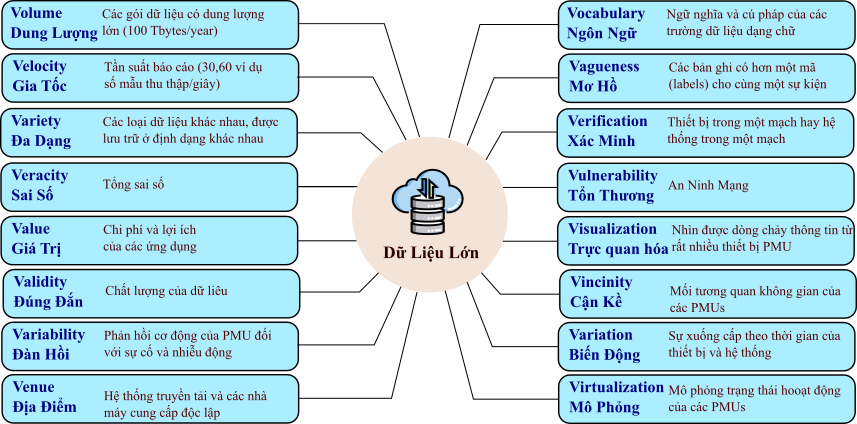 Volume
Dung Lượng
Các gói dữ liệu có dung lượng
lớn (100 Tbytes/year)
Velocity
Gia Tốc
Tần suất báo cáo (30,60 ví dụ
số mẫu thu thập/giây)
Variety
Đa Dạng
Các loại dữ liệu khác nhau, được
lưu trữ ở định dạng khác nhau
Veracity
Sai Số
Tổng sai số
Value
Giá Trị
Chi phí và lợi ích
của các ứng dụng
Validity
Đúng Đắn
Chất lượng của dữ liêu
Variability
Đàn Hồi
Phản hồi cơ động của PMU đối
với sự cố và nhiễu động
Venue
Địa Điểm
Hệ thống truyền tải và các nhà
máy cung cấp độc lập
Dữ Liệu Lớn
Vocabulary
Ngôn Ngữ
Ngữ nghĩa và cú pháp của các
trường dữ liệu dạng chữ
Vagueness
Mơ Hồ
Các bản ghi có hơn một mã
(labels) cho cùng một sự kiện
Verification
Xác Minh
Thiết bị trong một mạch hay hệ
thống trong một mạch
Vulnerability
Tổn Thương
An Ninh Mạng
Visualization
Trực quan hóa
Nhìn được dòng chảy thông tin từ
rất nhiều thiết bị PMU
Vincinity
Cận Kề
Mối tương quan không gian của
các PMUs
Variation
Biến Động
Sự xuống cấp theo thời gian của
thiết bị và hệ thống
Virtualization
Mô Phỏng
Mô phỏng trạng thái hooạt động
của các PMUs